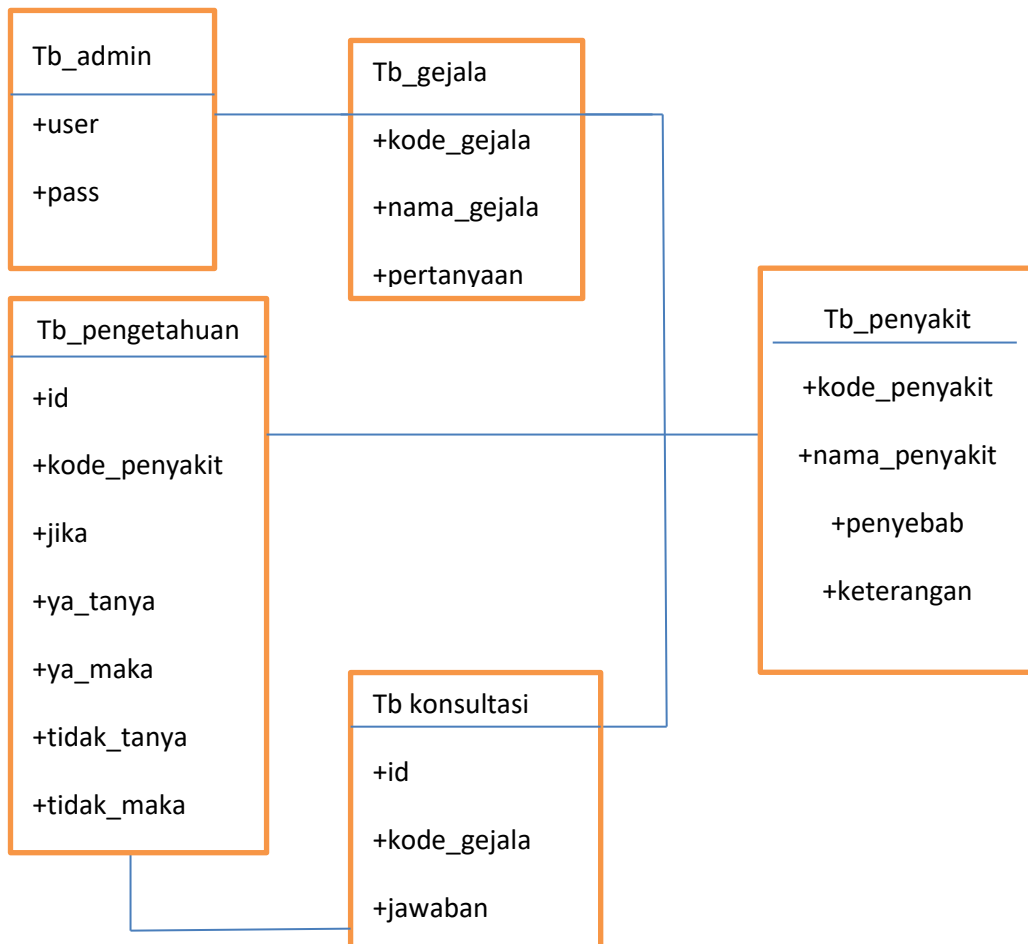 Tb_admin
+user
+pass
Tb_gejala
+kode_gejala
+nama_gejala
+pertanyaan
Tb_pengetahuan
+id
+kode_penyakit
+jika
+ya_tanya
+ya_maka
+tidak_tanya
+tidak_maka
Tb_penyakit
+kode_penyakit
+nama_penyakit
+penyebab
+keterangan
Tb konsultasi
+id
+kode_gejala
+jawaban